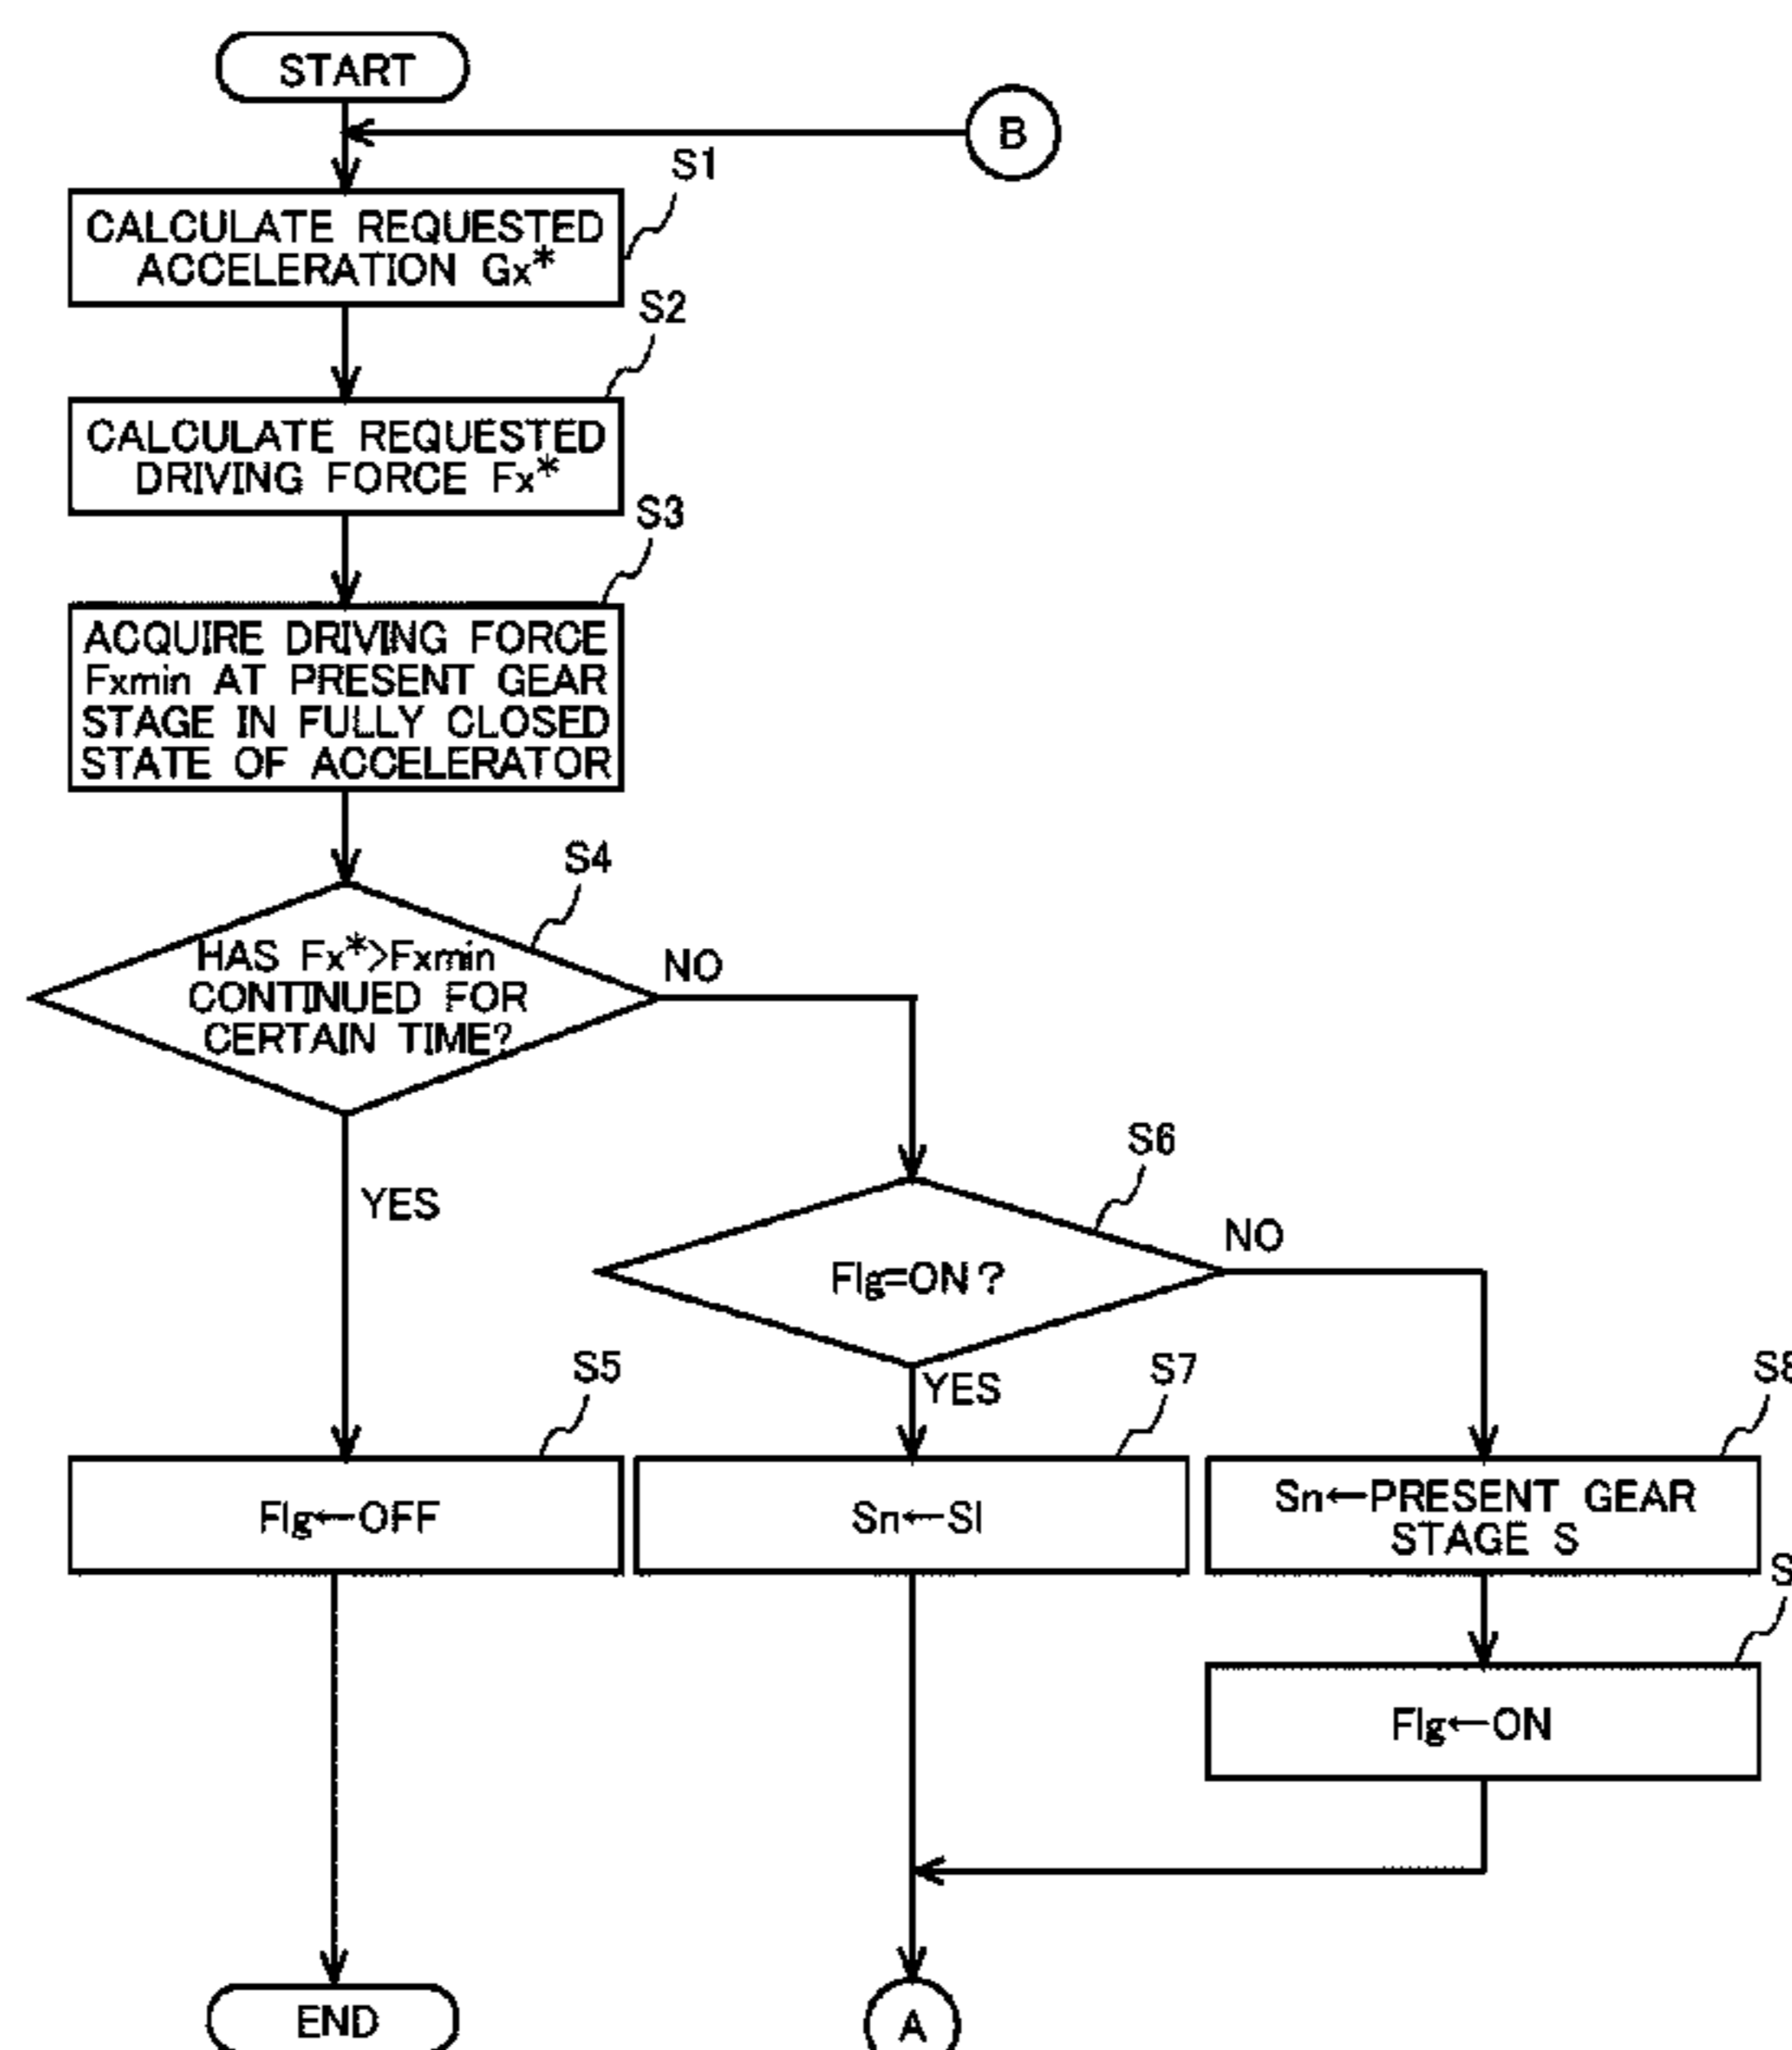 START
B
S1
CALCULATE REQUESTED
ACCELERATION Gx*
S2
CALCULATE REQUESTED
DRIVING FORCE Fx*
S3
ACQUIRE DRIVING FORCE
Fxmin AT PRESENT GEAR
STAGE IN FULLY CLOSED
STATE OF ACCELERATOR
S4
HAS Fx*>Fxmin
CONTINUED FOR
CERTAIN TIME?
NO
YES
S6
Flg=ON?
NO
YES
S5
Flg←OFF
S7
Sn←SI
S8
Sn←PRESENT GEAR
STAGE S
S
Flg←ON
END
A